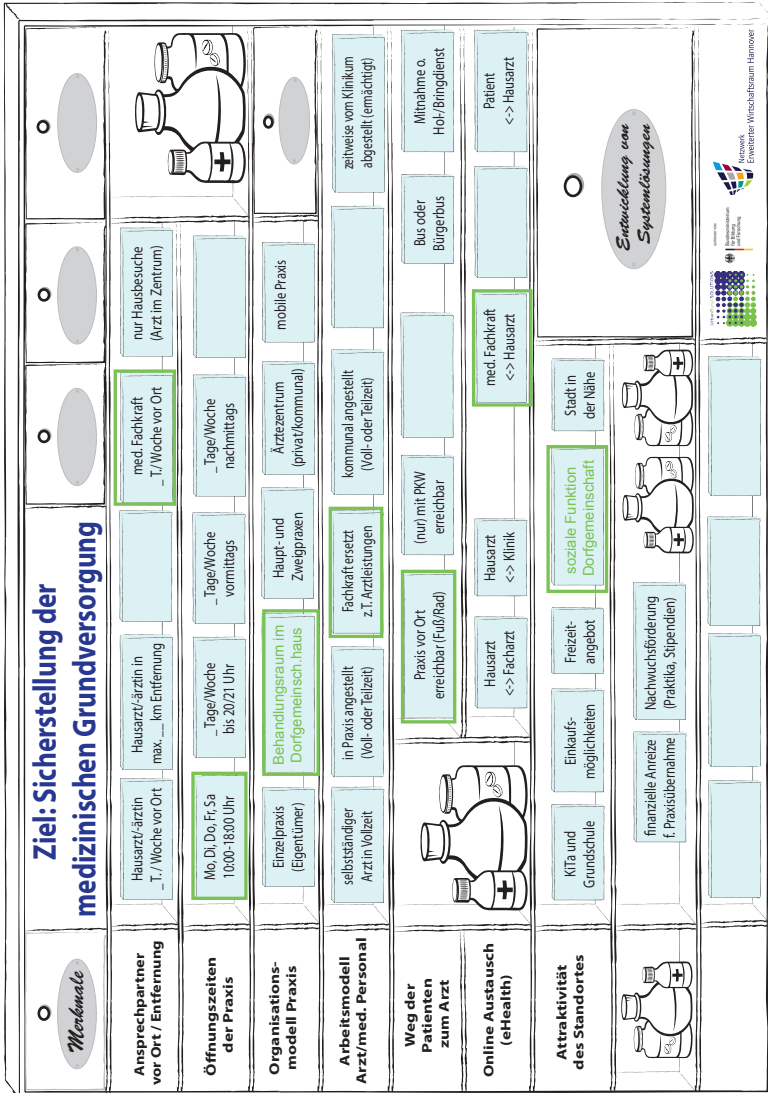 Merkmale
Ziel: Sicherstellung der
medizinischen Grundversorgung
Ansprechpartner
vor Ort / Entfernung
Hausarzt/-ärztin
_ T. / Woche vor Ort
Hausarzt/-ärztin in
max. __ km Entfernung
med. Fachkraft
_ T./ Woche vor Ort
nur Hausbesuche
(Arzt im Zentrum)
Öffnungszeiten
der Praxis
Mo, Di, Do, Fr, Sa
10:00-18:00 Uhr
_Tage/Woche
bis 20/21 Uhr
_Tage/Woche
vormittags
_Tage/Woche
nachmittags
Organisations-
modell Praxis
Einzelpraxis
(Eigentümer)
Behandlungsraum im
Dorfgemeinsch.haus
Haupt- und
Zweigpraxen
Ärztezentrum
(privat/kommunal)
mobile Praxis
Arbeitsmodell
Arzt/med. Personal
selbstständiger
Arzt in Vollzeit
in Praxis angestellt
(Voll- oder Teilzeit)
Fachkraft ersetzt
z.T. Arztleistungen
kommunal angestellt
(Voll- oder Teilzeit)
zeitweise vom Klinikum
abgestellt (ermächtigt)
Weg der
Patienten
zum Arzt
Praxis vor Ort
erreichbar (Fuß/Rad)
(nur) mit PKW
erreichbar
Bus oder
Bürgerbus
Mitnahme o.
Hol-/Bringdienst
Online Austausch
(eHealth)
Hausarzt
<-> Facharzt
Hausarzt
<-> Klinik
med. Fachkraft
<-> Hausarzt
Patient
<-> Hausarzt
Attraktivität
des Standortes
KiTa und
Grundschule
Einkaufs-
möglichkeiten
Freizeit-
angebot
soziale Funktion
Dorfgemeinschaft
Stadt in
der Nähe
Entwicklung von
Systemlösungen
finanzielle Anreize
f. Praxisübernahme
Nachwuchsförderung
(Praktika, Stipendien)
Bundesministerium
für Bildung
und Forschung
Netzwerk
Erweiterter Wirtschaftsraum Hannover